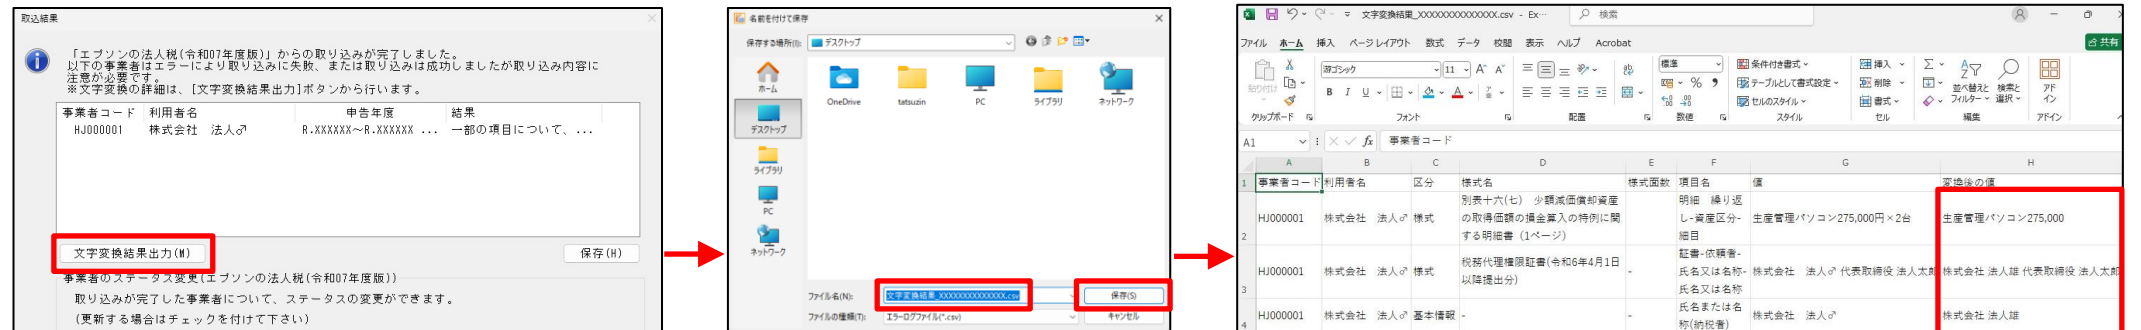 取込結果
「エプソンの法人税(令和07年度版)」からの取り込みが完了しました。
以下の事業者はエラーにより取り込みに失敗、または取り込みは成功しましたが取り込み内容に
注意が必要です。
※文字変換の詳細は、[文字変換結果出力]ボタンから行います。
事業者コード 利用者名 申告年度 結果
HJ000001 株式会社 法人♂ R.XXXXXX～R.XXXXXX ... 一部の項目について、...
文字変換結果出力(M) 保存(H)
事業者のステータス変更(エプソンの法人税(令和07年度版))
取り込みが完了した事業者について、ステータスの変更ができます。
(更新する場合はチェックを付けて下さい)
名前を付けて保存
保存する場所(I): デスクトップ
ホーム
デスクトップ
ライブラリ
PC
ネットワーク
OneDrive tatsuzin PC ライブラリ ネットワーク
ファイル名(N): 文字変換結果_XXXXXXXXXXXXXX.csv 保存(S)
ファイルの種類(T): エラーログファイル(*.csv) キャンセル
文字変換結果_XXXXXXXXXXXXXX.csv - Ex… 検索
ファイル ホーム 挿入 ページ レイアウト 数式 データ 校閲 表示 ヘルプ Acrobat 共有
貼り付け
游ゴシック 11 A^ A˅
B I U A
標準
% 9
条件付き書式
テーブルとして書式設定
セルのスタイル
挿入
削除
書式
Σ
並べ替えと
フィルター
検索と
選択
アド
イン
クリップボード フォント 配置 数値 スタイル セル 編集 アドイン
A1 fx 事業者コード
A B C D E F G H
1 事業者コード 利用者名 区分 様式名 様式面数 項目名 値 変換後の値
2 HJ000001 株式会社 法人♂ 様式 別表十六(七) 少額減価償却資産の取得価額の損金算入の特例に関する明細書 (1ページ) 明細 繰り返し-資産区分-細目 生産管理パソコン275,000円×2台 生産管理パソコン275,000
3 HJ000001 株式会社 法人♂ 様式 税務代理権限証書(令和6年4月1日以降提出分) - 証書-依頼者-氏名又は名称-氏名又は名称 株式会社 法人♂ 代表取締役 法人太郎 株式会社 法人雄 代表取締役 法人太郎
4 HJ000001 株式会社 法人♂ 基本情報 - 氏名または名称(納税者) 株式会社 法人♂ 株式会社 法人雄